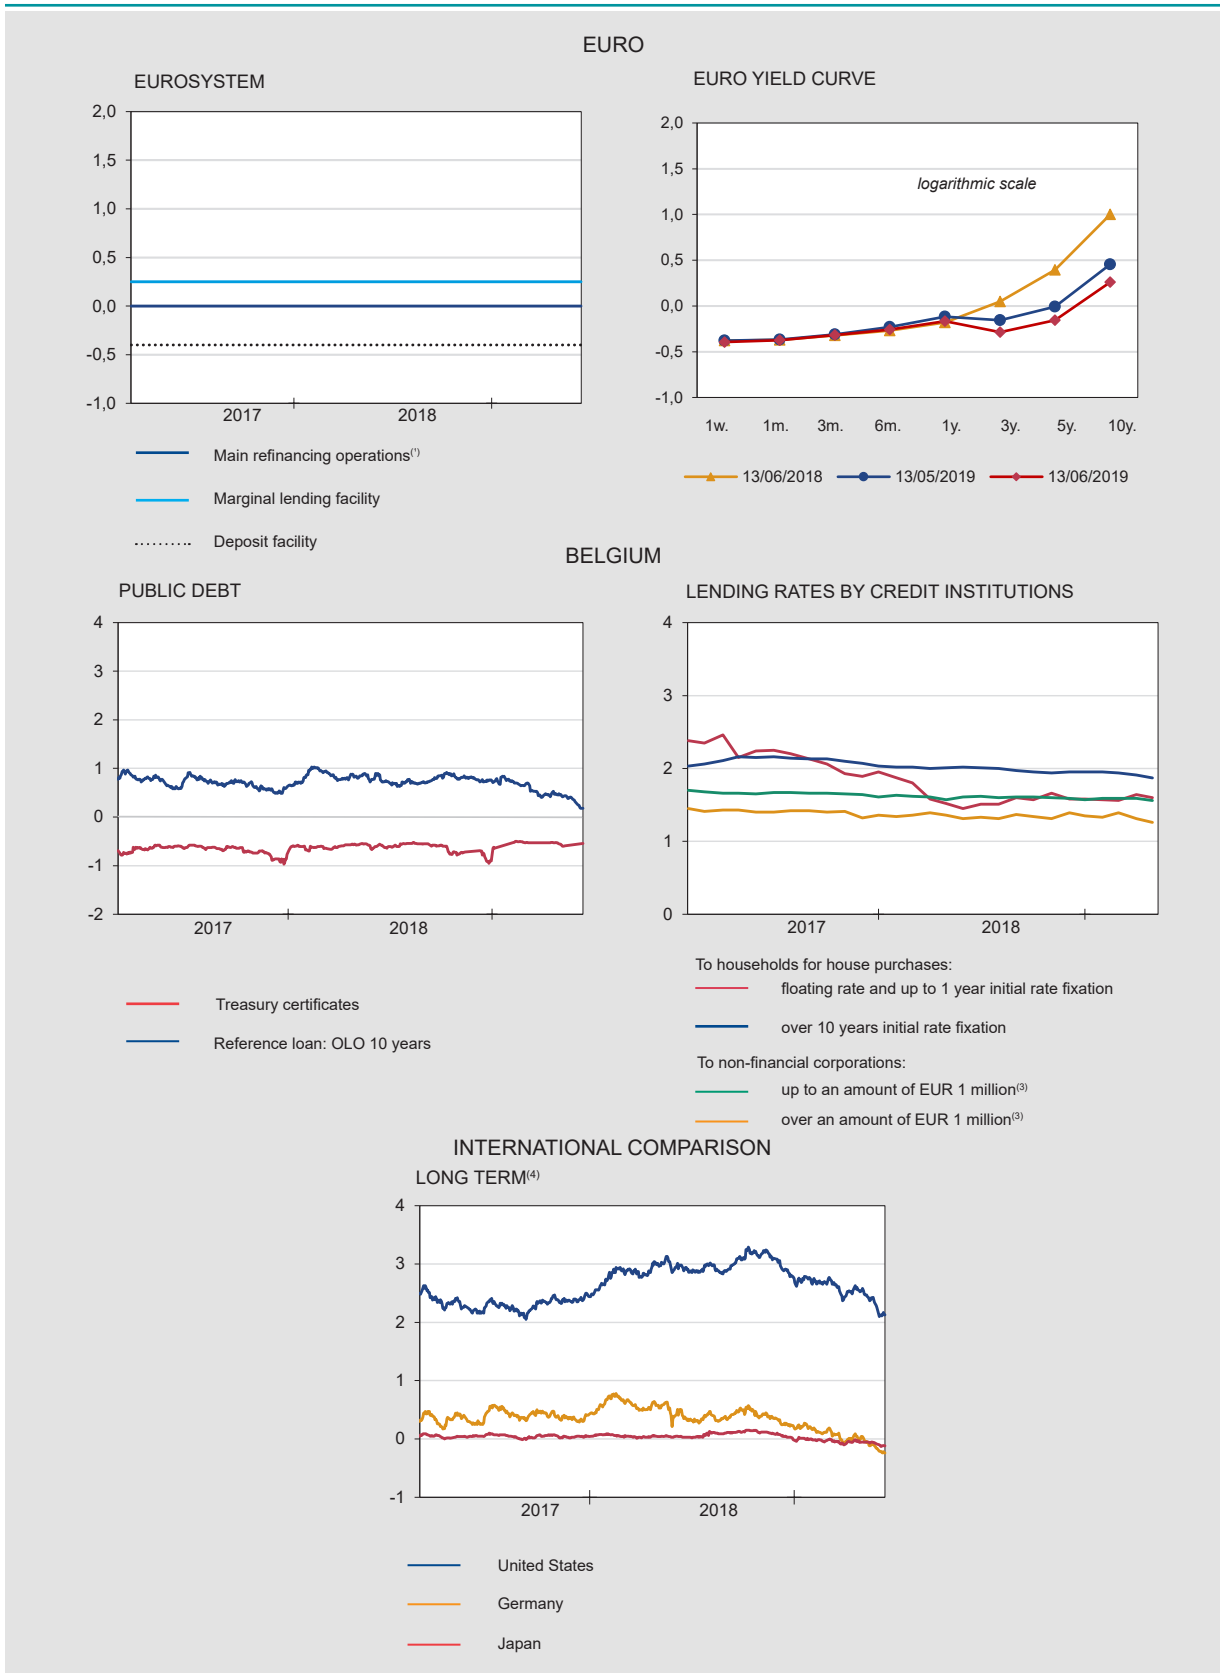 EURO
EUROSYSTEM
2,0
1,5
1,0
0,5
0,0
-0,5
-1,0
2017 2018
Main refinancing operations(1)
Marginal lending facility
Deposit facility
EURO YIELD CURVE
2,0
1,5
1,0
0,5
0,0
-0,5
-1,0
logarithmic scale
1w. 1m. 3m. 6m. 1y. 3y. 5y. 10y.
13/06/2018 13/05/2019 13/06/2019
BELGIUM
PUBLIC DEBT
4
3
2
1
0
-1
-2
2017 2018
Treasury certificates
Reference loan: OLO 10 years
LENDING RATES BY CREDIT INSTITUTIONS
4
3
2
1
0
2017 2018
To households for house purchases:
floating rate and up to 1 year initial rate fixation
over 10 years initial rate fixation
To non-financial corporations:
up to an amount of EUR 1 million(3)
over an amount of EUR 1 million(3)
INTERNATIONAL COMPARISON
LONG TERM(4)
4
3
2
1
0
-1
2017 2018
United States
Germany
Japan